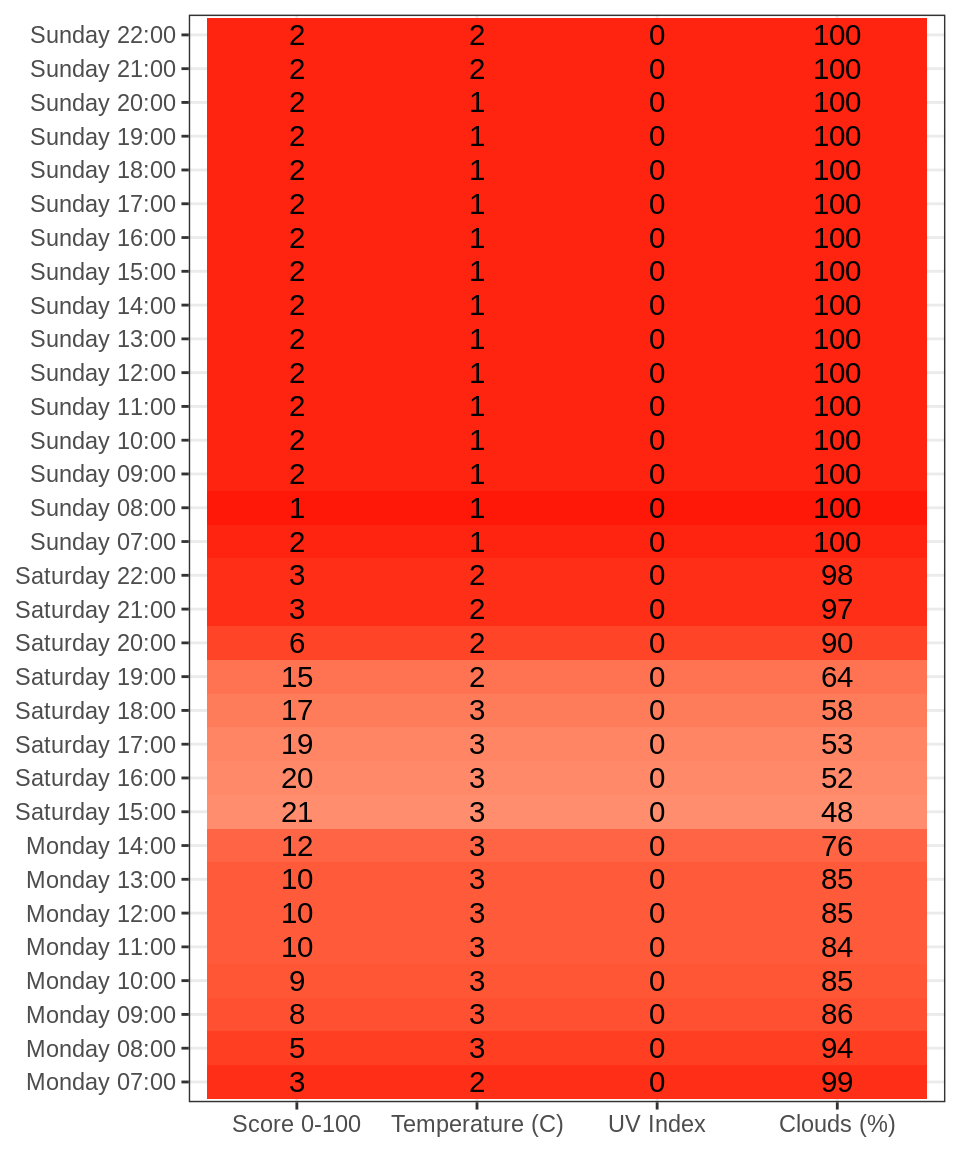 Sunday 22:00 2 2 0 100
Sunday 21:00 2 2 0 100
Sunday 20:00 2 1 0 100
Sunday 19:00 2 1 0 100
Sunday 18:00 2 1 0 100
Sunday 17:00 2 1 0 100
Sunday 16:00 2 1 0 100
Sunday 15:00 2 1 0 100
Sunday 14:00 2 1 0 100
Sunday 13:00 2 1 0 100
Sunday 12:00 2 1 0 100
Sunday 11:00 2 1 0 100
Sunday 10:00 2 1 0 100
Sunday 09:00 2 1 0 100
Sunday 08:00 1 1 0 100
Sunday 07:00 2 1 0 100
Saturday 22:00 3 2 0 98
Saturday 21:00 3 2 0 97
Saturday 20:00 6 2 0 90
Saturday 19:00 15 2 0 64
Saturday 18:00 17 3 0 58
Saturday 17:00 19 3 0 53
Saturday 16:00 20 3 0 52
Saturday 15:00 21 3 0 48
Monday 14:00 12 3 0 76
Monday 13:00 10 3 0 85
Monday 12:00 10 3 0 85
Monday 11:00 10 3 0 84
Monday 10:00 9 3 0 85
Monday 09:00 8 3 0 86
Monday 08:00 5 3 0 94
Monday 07:00 3 2 0 99
Score 0-100 Temperature (C) UV Index Clouds (%)